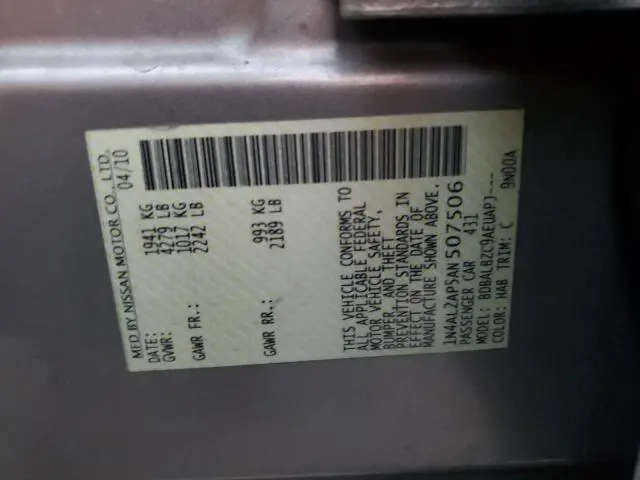 MFD BY NISSAN MOTOR CO., LTD.
DATE: 04/10
GVWR: 1941 KG
4279 LB
GAWR FR.: 1017 KG
2242 LB
GAWR RR.: 993 KG
2189 LB
THIS VEHICLE CONFORMS TO
ALL APPLICABLE FEDERAL
MOTOR VEHICLE SAFETY,
BUMPER, AND THEFT
PREVENTION STANDARDS IN
EFFECT ON THE DATE OF
MANUFACTURE SHOWN ABOVE.
1N4AL2AP5AN507506
PASSENGER CAR 431
MODEL: BDBALBZC9AEUAPJ---
COLOR: HAB TRIM: C 9N00A